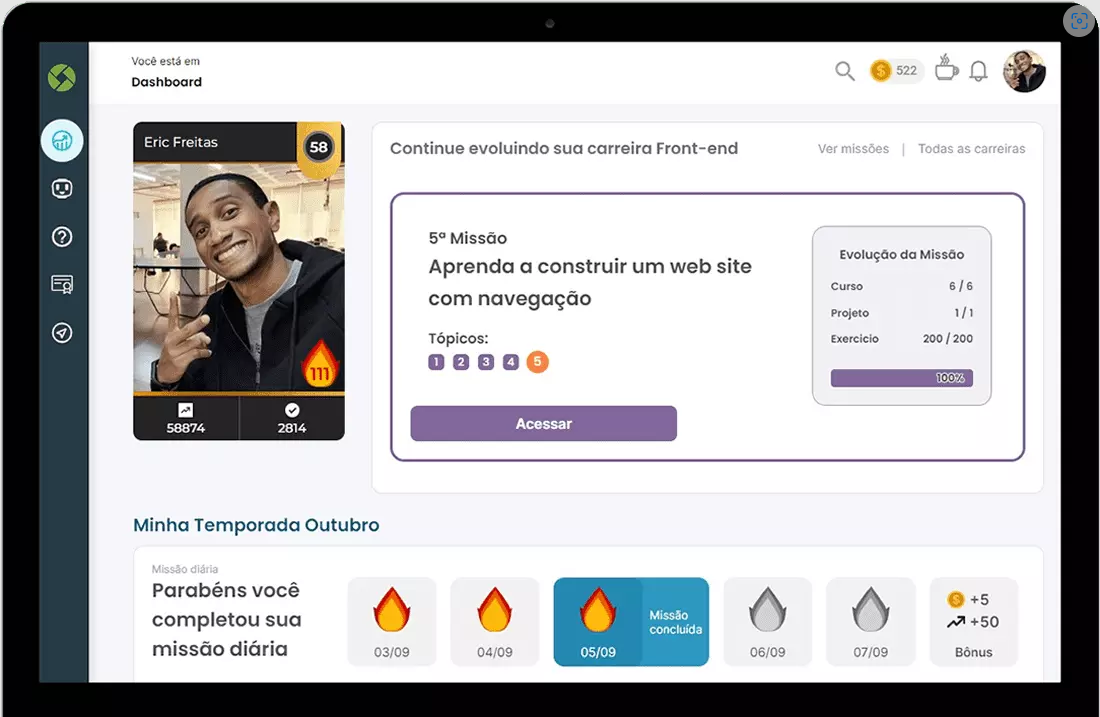 Você está em
Dashboard
522
Eric Freitas
58
111
58874
2814
Continue evoluindo sua carreira Front-end
Ver missões | Todas as carreiras
5ª Missão
Aprenda a construir um web site
com navegação
Tópicos:
1 2 3 4 5
Acessar
Evolução da Missão
Curso 6 / 6
Projeto 1 / 1
Exercicio 200 / 200
100%
Minha Temporada Outubro
Missão diária
Parabéns você
completou sua
missão diária
03/09
04/09
05/09
Missão
concluída
06/09
07/09
+5
+50
Bônus